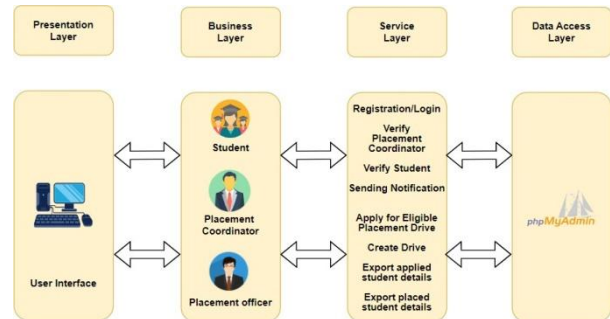 Presentation
Layer
Business
Layer
Service
Layer
Data Access
Layer
User Interface
Student
Placement
Coordinator
Placement officer
Registration/Login
Verify
Placement
Coordinator
Verify Student
Sending Notification
Apply for Eligible
Placement Drive
Create Drive
Export applied
student details
Export placed
student details
phpMyAdmin